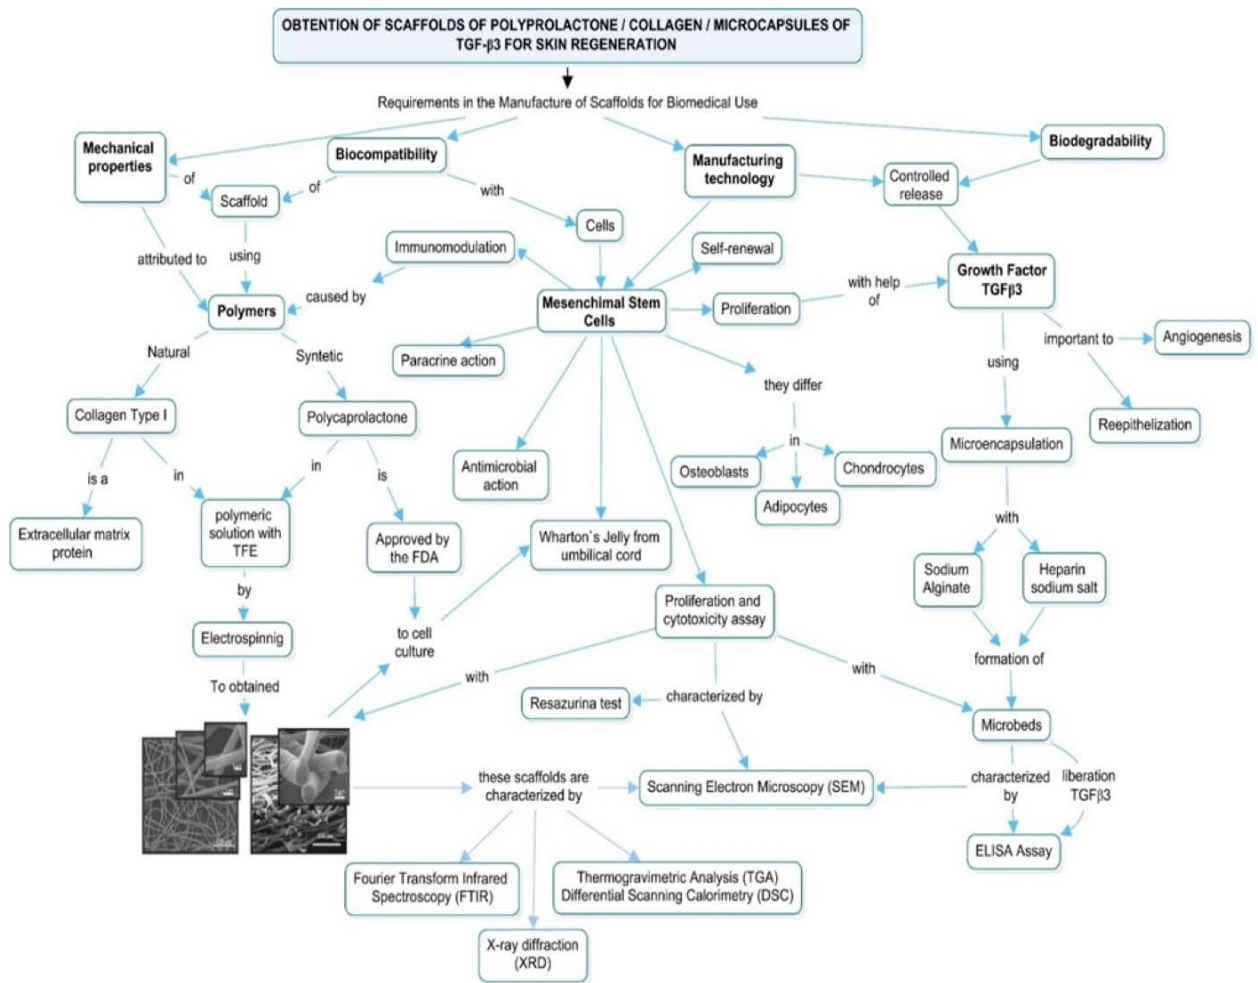 OBTENTION OF SCAFFOLDS OF POLYPROLACTONE / COLLAGEN / MICROCAPSULES OF
TGF-β3 FOR SKIN REGENERATION
Requirements in the Manufacture of Scaffolds for Biomedical Use
Mechanical
properties
Biocompatibility
Manufacturing
technology
Biodegradability
of
Scaffold
of
with
Controlled
release
Cells
attributed to
using
Immunomodulation
Self-renewal
caused by
Polymers
Mesenchimal Stem
Cells
Proliferation
with help
of
Growth Factor
TGFβ3
Natural
Syntetic
Paracrine action
important to
Angiogenesis
they differ
using
Collagen Type I
Polycaprolactone
Reepithelization
in
Microencapsulation
is a
in
in
is
Antimicrobial
action
Osteoblasts
Chondrocytes
Adipocytes
Extracellular matrix
protein
polymeric
solution with
TFE
Approved by
the FDA
Wharton`s Jelly from
umbilical cord
with
Sodium
Alginate
Heparin
sodium salt
by
Proliferation and
cytotoxicity assay
Electrospinnig
to cell
culture
formation of
To obtained
with
with
Resazurina test
characterized by
Microbeds
these scaffolds are
characterized by
Scanning Electron Microscopy (SEM)
characterized
by
liberation
TGFβ3
ELISA Assay
Fourier Transform Infrared
Spectroscopy (FTIR)
Thermogravimetric Analysis (TGA)
Differential Scanning Calorimetry (DSC)
X-ray diffraction
(XRD)